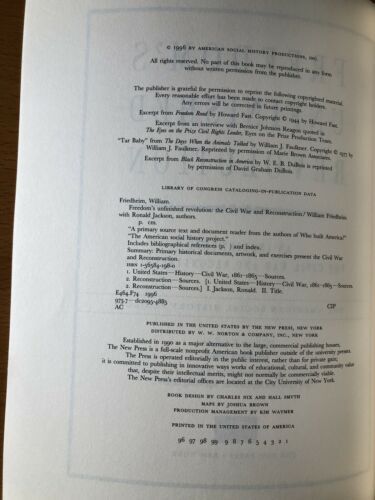 © 1996 BY AMERICAN SOCIAL HISTORY PRODUCTIONS, INC.
All rights reserved. No part of this book may be reproduced in any form
without written permission from the publisher.
The publisher is grateful for permission to reprint the following copyrighted material.
Every reasonable effort has been made to contact copyright holders.
Any errors will be corrected in future printings.
Excerpt from Freedom Road by Howard Fast. Copyright © 1944 by Howard Fast.
Excerpt from an interview with Bernice Johnson Reagon quoted in
The Eyes on the Prize Civil Rights Leader, Eyes on the Prize Production Team.
"Tar Baby" from The Days When the Animals Talked by William J. Faulkner. Copyright © 1977 by
William J. Faulkner. Reprinted by permission of Marie Brown Associates.
Excerpt from Black Reconstruction in America by W. E. B. DuBois is reprinted
by permission of David Graham DuBois.
LIBRARY OF CONGRESS CATALOGING-IN-PUBLICATION DATA
Friedheim, William.
Freedom's unfinished revolution: the Civil War and Reconstruction / William Friedheim
with Ronald Jackson, authors.
p. cm.
"A primary source text and document reader from the authors of Who built America?"
"The American social history project."
Includes bibliographical references (p. ) and index.
Summary: Primary historical documents, artwork, and exercises present the Civil War
and Reconstruction.
ISBN 1-56584-198-0
1. United States—History—Civil War, 1861-1865—Sources.
2. Reconstruction—Sources. [1. United States—History—Civil War, 1861-1865—Sources.
2. Reconstruction—Sources.] I. Jackson, Ronald. II. Title.
E464.F74 1996
973.7—dc20 95-4883
AC CIP
PUBLISHED IN THE UNITED STATES BY THE NEW PRESS, NEW YORK
DISTRIBUTED BY W. W. NORTON & COMPANY, INC., NEW YORK
Established in 1990 as a major alternative to the large, commercial publishing houses,
The New Press is a full-scale nonprofit American book publisher outside of the university presses.
The Press is operated editorially in the public interest, rather than for private gain;
it is committed to publishing in innovative ways works of educational, cultural, and community value
that, despite their intellectual merits, might not normally be commercially viable.
The New Press's editorial offices are located at the City University of New York.
BOOK DESIGN BY CHARLES NIX AND HALL SMYTH
MAPS BY JOSHUA BROWN
PRODUCTION MANAGEMENT BY KIM WAYMER
PRINTED IN THE UNITED STATES OF AMERICA
96 97 98 99 9 8 7 6 5 4 3 2 1